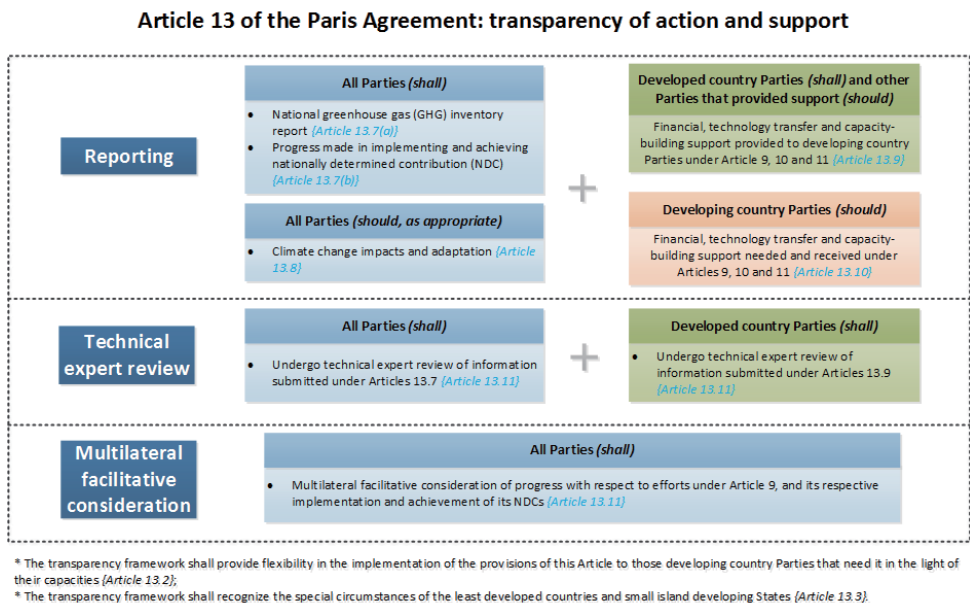 Article 13 of the Paris Agreement: transparency of action and support
Reporting
All Parties (shall)
• National greenhouse gas (GHG) inventory
report {Article 13.7(a)}
• Progress made in implementing and achieving
nationally determined contribution (NDC)
{Article 13.7(b)}
All Parties (should, as appropriate)
• Climate change impacts and adaptation {Article
13.8}
+
Developed country Parties (shall) and other
Parties that provided support (should)
Financial, technology transfer and capacity-
building support provided to developing country
Parties under Article 9, 10 and 11 {Article 13.9}
Developing country Parties (should)
Financial, technology transfer and capacity-
building support needed and received under
Articles 9, 10 and 11 {Article 13.10}
Technical
expert review
All Parties (shall)
• Undergo technical expert review of information
submitted under Articles 13.7 {Article 13.11}
+
Developed country Parties (shall)
• Undergo technical expert review of
information submitted under Articles 13.9
{Article 13.11}
Multilateral
facilitative
consideration
All Parties (shall)
• Multilateral facilitative consideration of progress with respect to efforts under Article 9, and its respective
implementation and achievement of its NDCs {Article 13.11}
* The transparency framework shall provide flexibility in the implementation of the provisions of this Article to those developing country Parties that need it in the light of
their capacities {Article 13.2};
* The transparency framework shall recognize the special circumstances of the least developed countries and small island developing States {Article 13.3}.